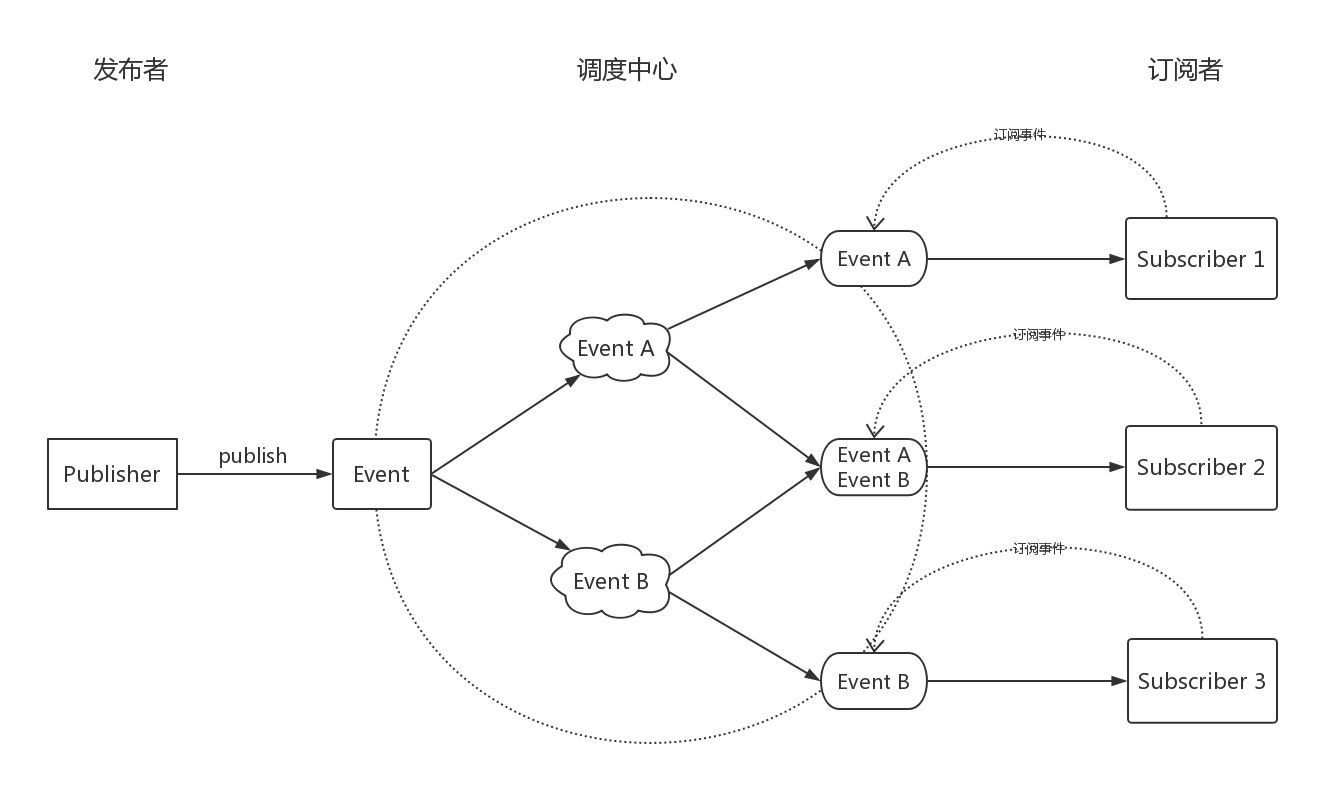 发布者
调度中心
订阅者
订阅事件
Event A
Subscriber 1
订阅事件
Event A
Publisher
publish
Event
Event A
Event B
Subscriber 2
订阅事件
Event B
Event B
Subscriber 3